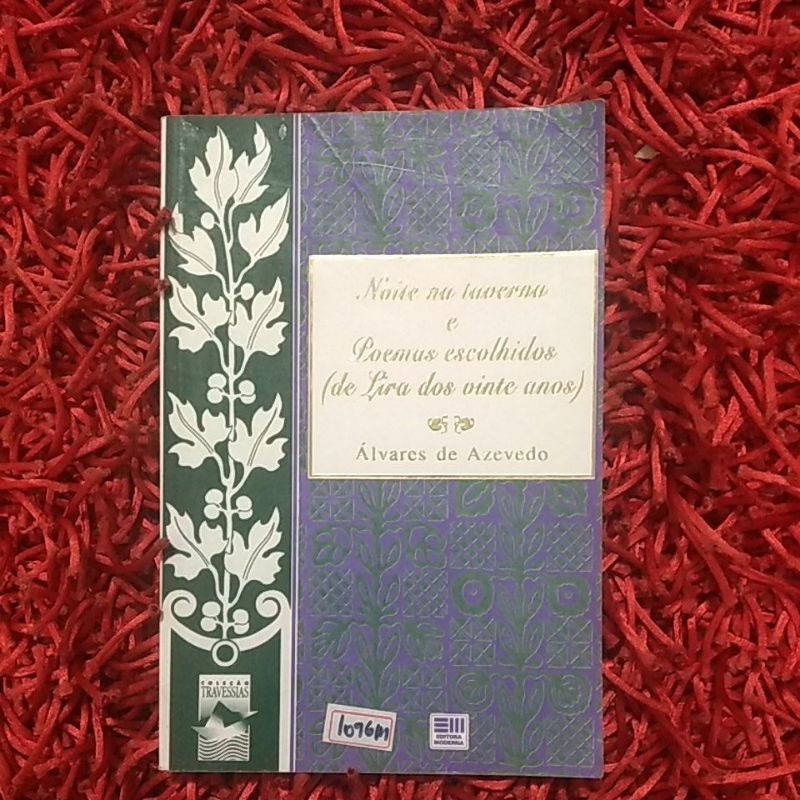 Noite na taverna
e
Poemas escolhidos
(de Lira dos vinte anos)
Álvares de Azevedo
COLEÇÃO
TRAVESSIAS
1096M
EDITORA
MODERNA